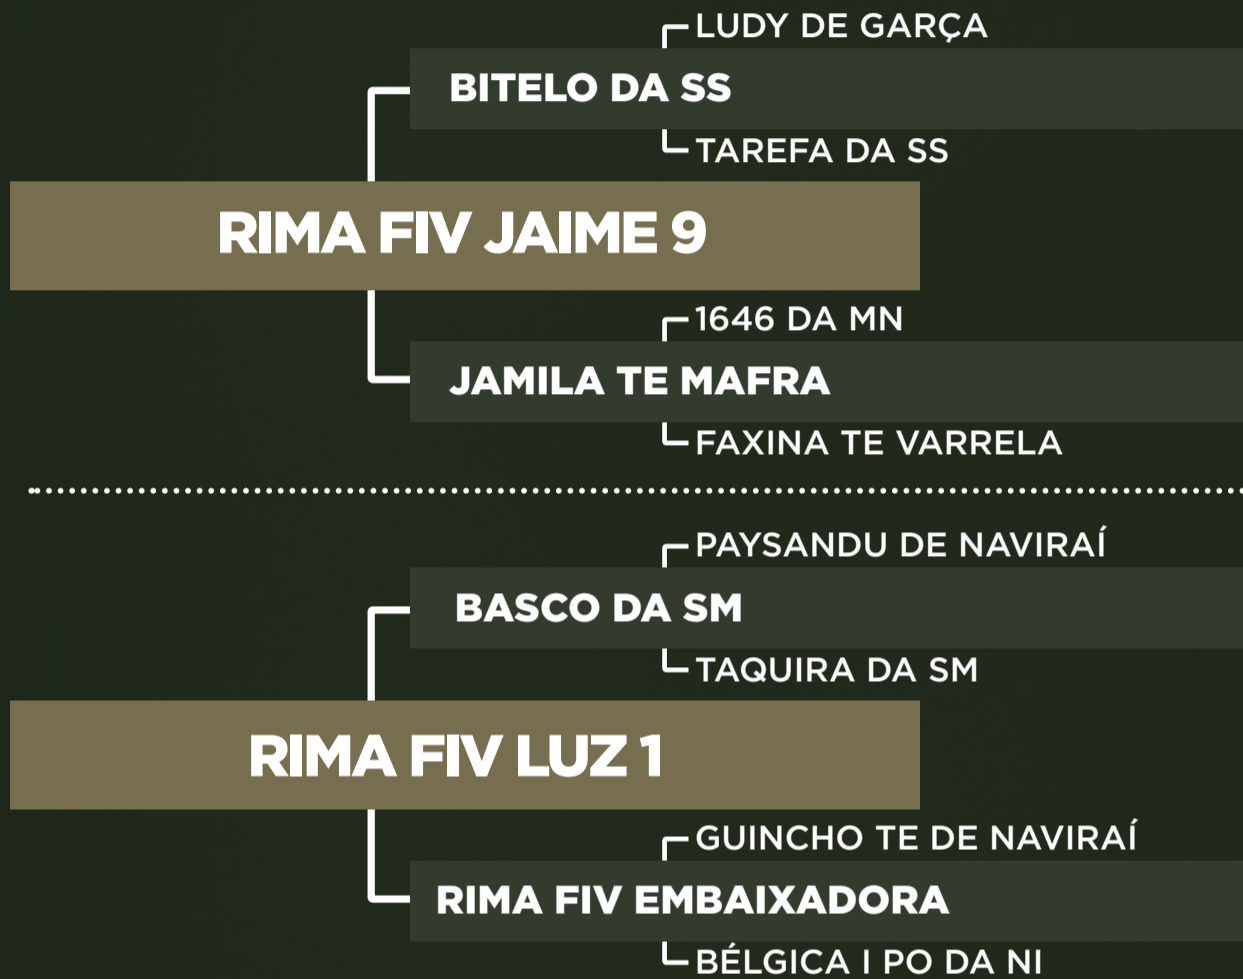 LUDY DE GARÇA
BITELO DA SS
TAREFA DA SS
RIMA FIV JAIME 9
1646 DA MN
JAMILA TE MAFRA
FAXINA TE VARRELA
PAYSANDU DE NAVIRAÍ
BASCO DA SM
TAQUIRA DA SM
RIMA FIV LUZ 1
GUINCHO TE DE NAVIRAÍ
RIMA FIV EMBAIXADORA
BÉLGICA I PO DA NI